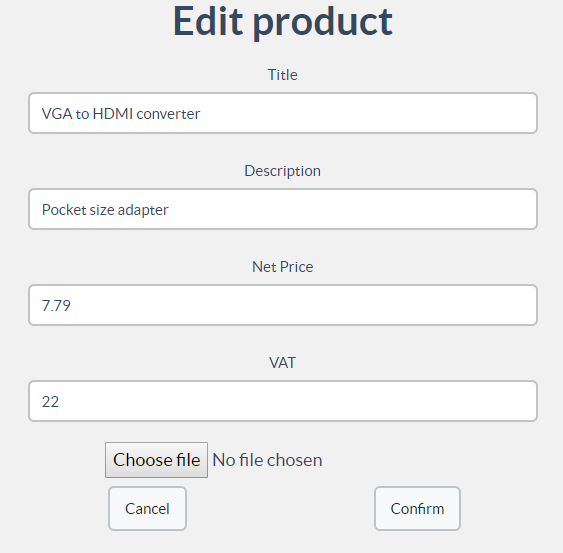 Edit product
Title
VGA to HDMI converter
Description
Pocket size adapter
Net Price
7.79
VAT
22
Choose file No file chosen
Cancel Confirm